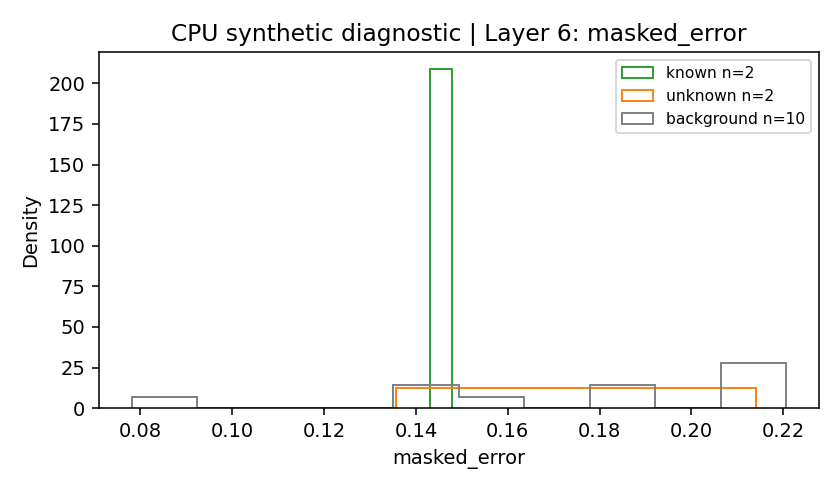 CPU synthetic diagnostic | Layer 6: masked_error
known n=2
unknown n=2
background n=10
Density
200
175
150
125
100
75
50
25
0
0.08 0.10 0.12 0.14 0.16 0.18 0.20 0.22
masked_error